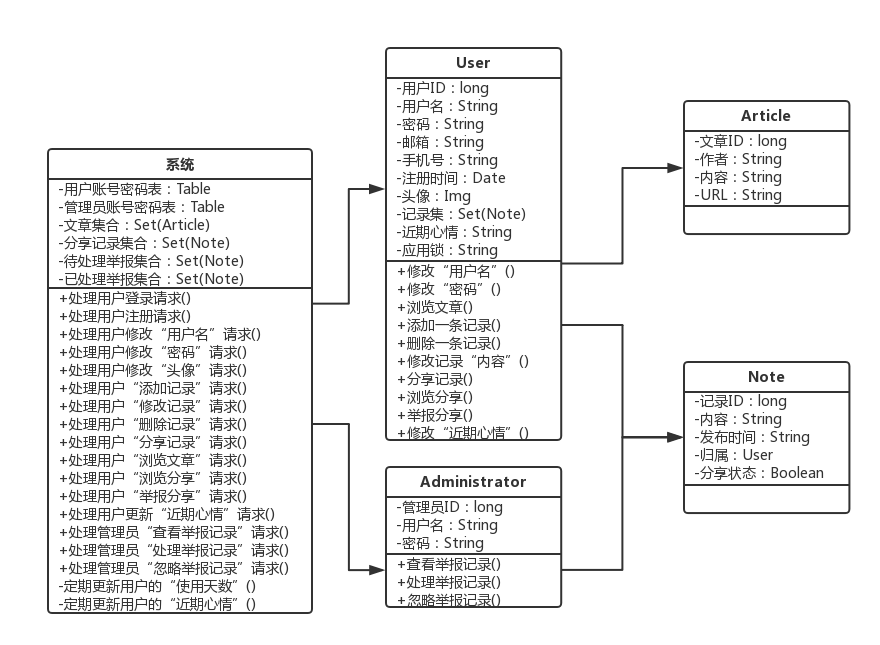 系统
-用户账号密码表：Table
-管理员账号密码表：Table
-文章集合：Set(Article)
-分享记录集合：Set(Note)
-待处理举报集合：Set(Note)
-已处理举报集合：Set(Note)
+处理用户登录请求()
+处理用户注册请求()
+处理用户修改“用户名”请求()
+处理用户修改“密码”请求()
+处理用户修改“头像”请求()
+处理用户“添加记录”请求()
+处理用户“修改记录”请求()
+处理用户“删除记录”请求()
+处理用户“分享记录”请求()
+处理用户“浏览文章”请求()
+处理用户“浏览分享”请求()
+处理用户“举报分享”请求()
+处理用户更新“近期心情”请求()
+处理管理员“查看举报记录”请求()
+处理管理员“处理举报记录”请求()
+处理管理员“忽略举报记录”请求()
-定期更新用户的“使用天数”()
-定期更新用户的“近期心情”()
User
-用户ID：long
-用户名：String
-密码：String
-邮箱：String
-手机号：String
-注册时间：Date
-头像：Img
-记录集：Set(Note)
-近期心情：String
-应用锁：String
+修改“用户名”()
+修改“密码”()
+浏览文章()
+添加一条记录()
+删除一条记录()
+修改记录“内容”()
+分享记录()
+浏览分享()
+举报分享()
+修改“近期心情”()
Administrator
-管理员ID：long
-用户名：String
-密码：String
+查看举报记录()
+处理举报记录()
+忽略举报记录()
Article
-文章ID：long
-作者：String
-内容：String
-URL：String
Note
-记录ID：long
-内容：String
-发布时间：String
-归属：User
-分享状态：Boolean